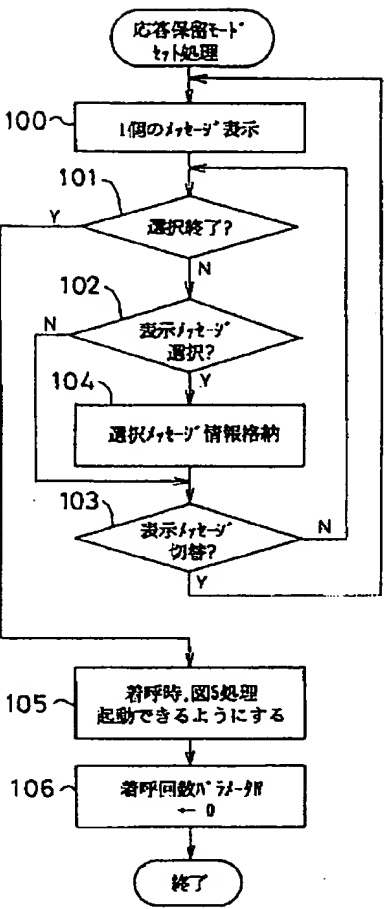 応答保留モード
セット処理
100
1個のメッセージ表示
101
選択終了?
Y
N
102
表示メッセージ
選択?
N
Y
104
選択メッセージ情報格納
103
表示メッセージ
切替?
N
Y
105
着呼時,図5処理
起動できるようにする
106
着呼回数パラメータN
← 0
終了